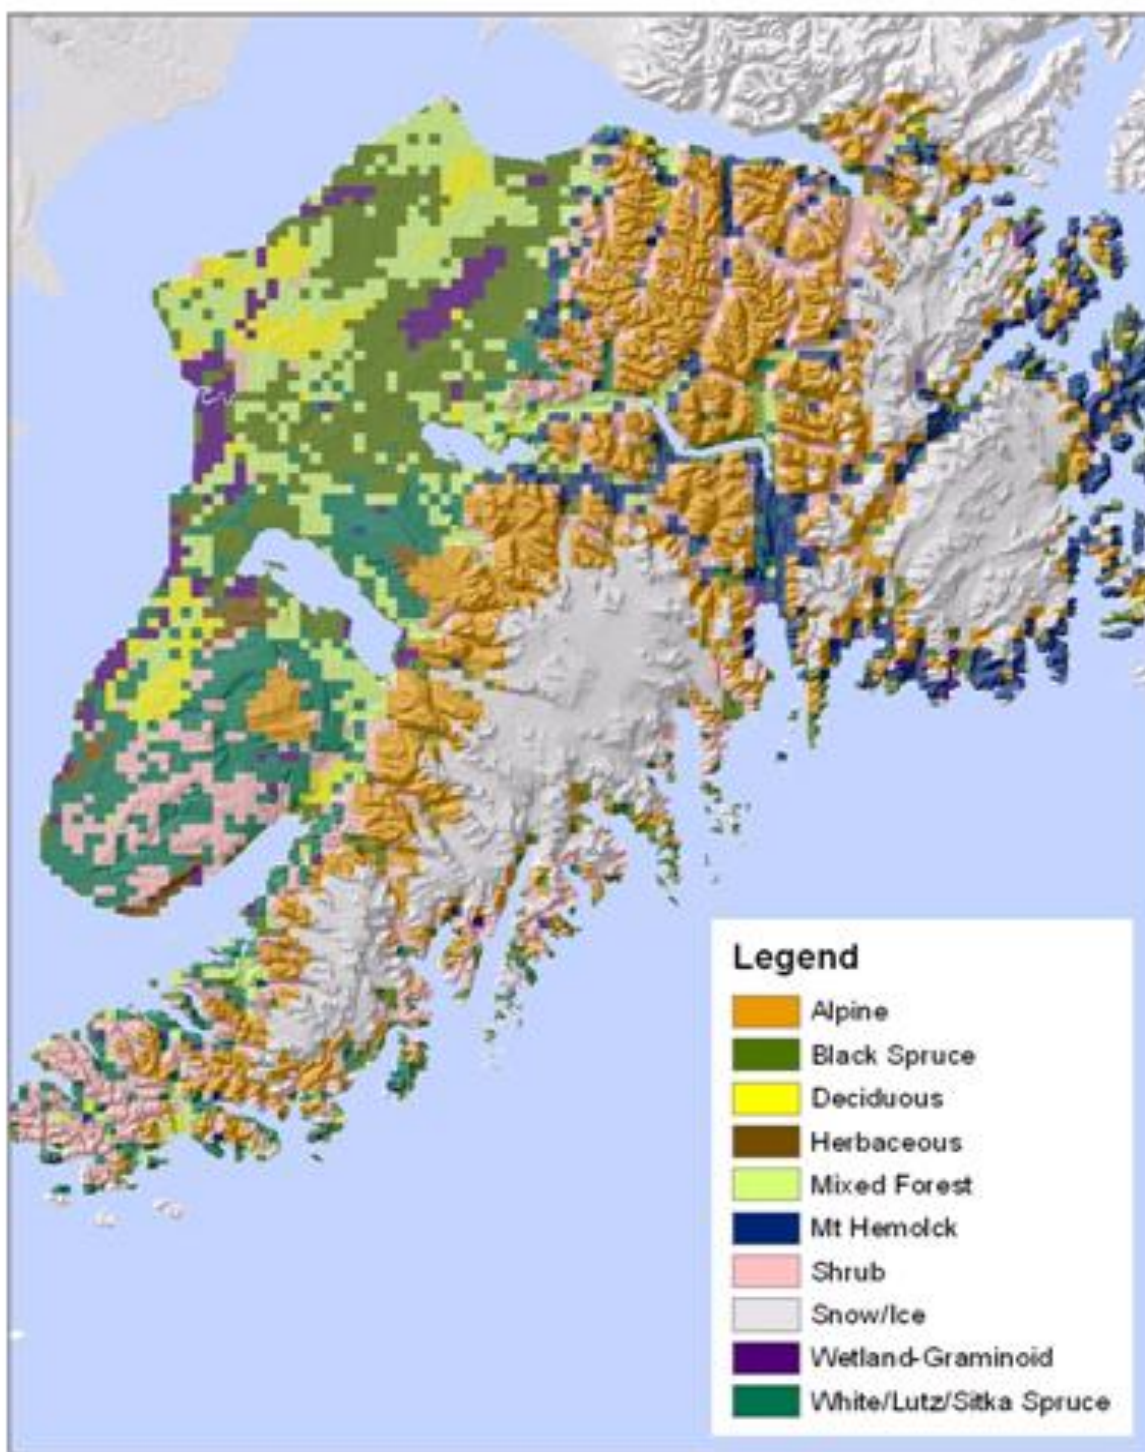 Legend
Alpine
Black Spruce
Deciduous
Herbaceous
Mixed Forest
Mt Hemolck
Shrub
Snow/Ice
Wetland-Graminoid
White/Lutz/Sitka Spruce